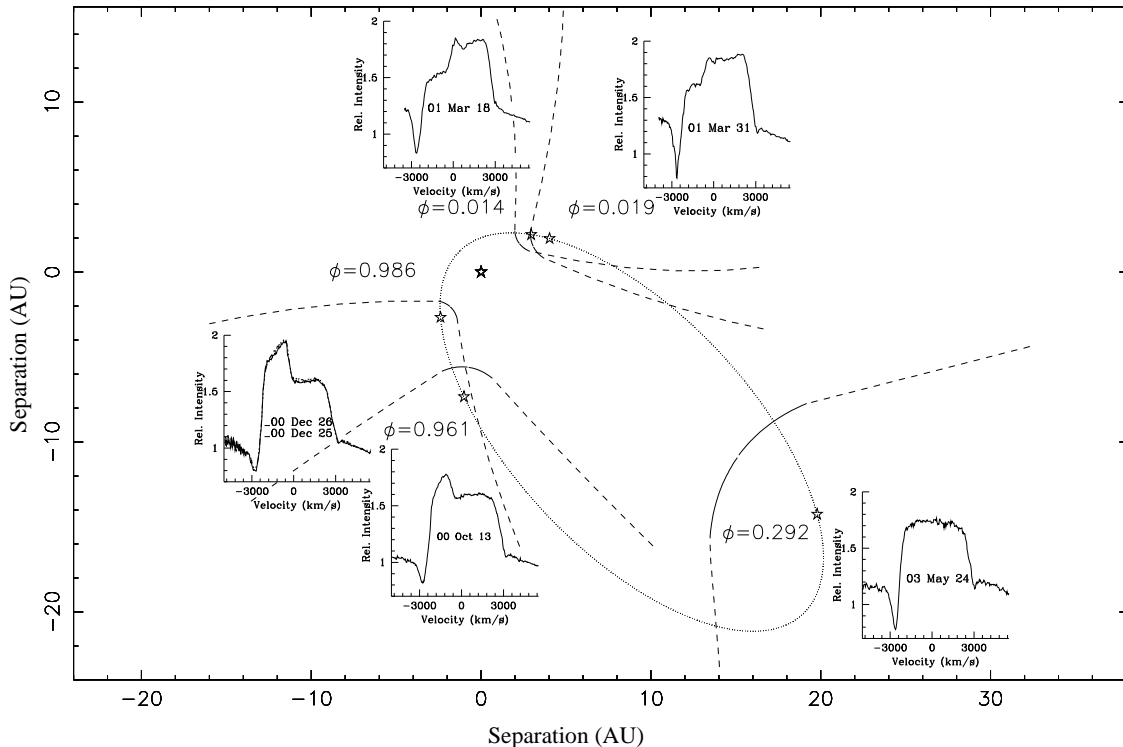 2
1.5
1
Rel. Intensity
01 Mar 18
−3000 0 3000
Velocity (km/s)
2
1.5
1
Rel. Intensity
01 Mar 31
−3000 0 3000
Velocity (km/s)
ϕ=0.014
ϕ=0.019
ϕ=0.986
2
1.5
1
Rel. Intensity
_00 Dec 26
_00 Dec 25
−3000 0 3000
Velocity (km/s)
ϕ=0.961
2
1.5
1
Rel. Intensity
00 Oct 13
−3000 0 3000
Velocity (km/s)
ϕ=0.292
2
1.5
1
Rel. Intensity
03 May 24
−3000 0 3000
Velocity (km/s)
10
0
−10
−20
Separation (AU)
−20 −10 0 10 20 30
Separation (AU)